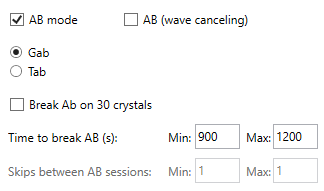 AB mode AB (wave canceling)
Gab
Tab
Break Ab on 30 crystals
Time to break AB (s): Min: 900 Max: 1200
Skips between AB sessions: Min: 1 Max: 1